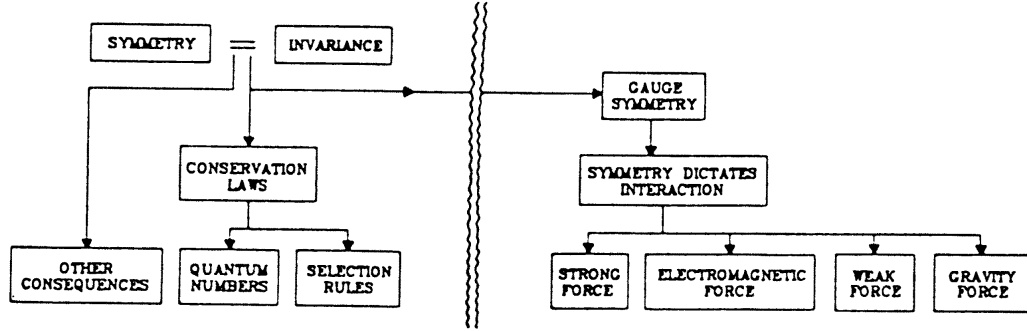 SYMMETRY
INVARIANCE
GAUGE
SYMMETRY
CONSERVATION
LAWS
SYMMETRY DICTATES
INTERACTION
OTHER
CONSEQUENCES
QUANTUM
NUMBERS
SELECTION
RULES
STRONG
FORCE
ELECTROMAGNETIC
FORCE
WEAK
FORCE
GRAVITY
FORCE